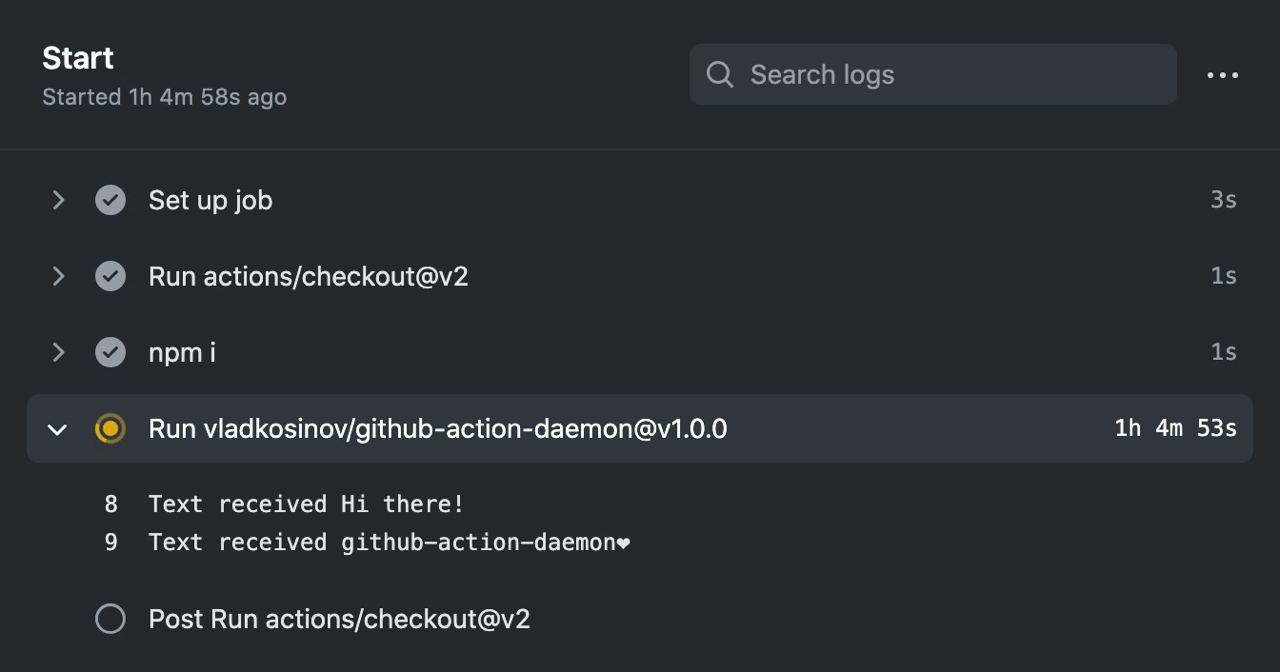 Start
Started 1h 4m 58s ago
Search logs
Set up job 3s
Run actions/checkout@v2 1s
npm i 1s
Run vladkosinov/github-action-daemon@v1.0.0 1h 4m 53s
8 Text received Hi there!
9 Text received github-action-daemon❤
Post Run actions/checkout@v2